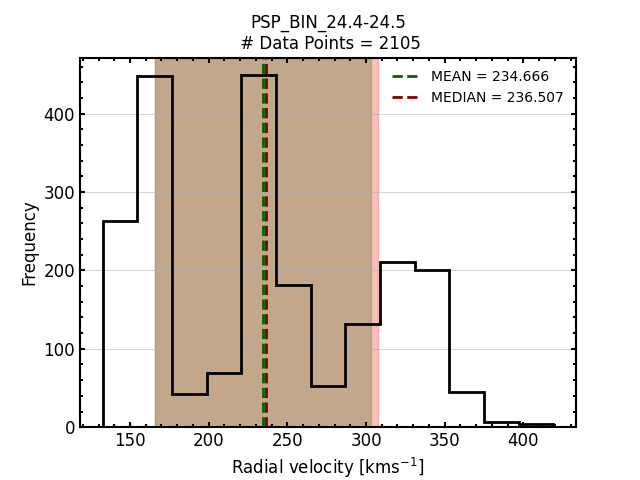 PSP_BIN_24.4-24.5
# Data Points = 2105
MEAN = 234.666
MEDIAN = 236.507
Frequency
400
300
200
100
0
150 200 250 300 350 400
Radial velocity [kms⁻¹]